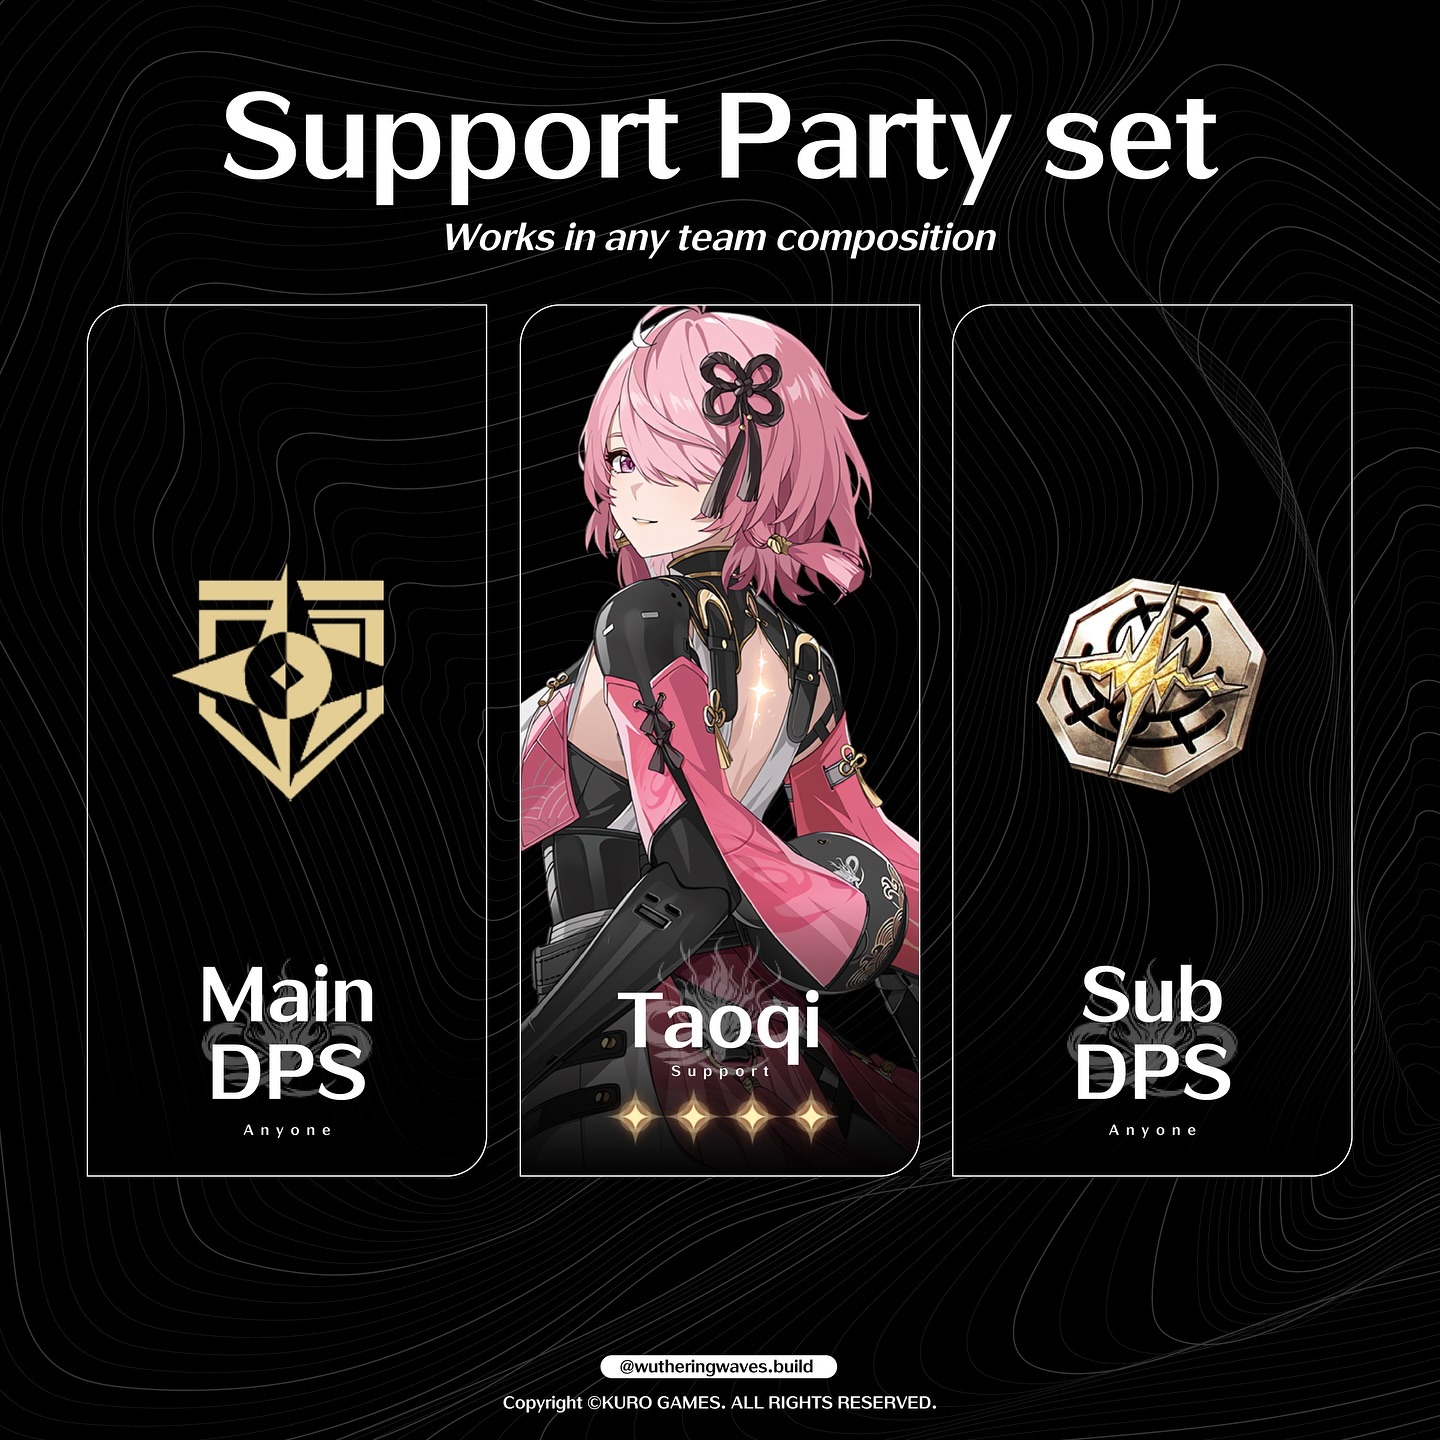 Support Party set
Works in any team composition
Main
DPS
Anyone
Taoqi
Support
Sub
DPS
Anyone
@wutheringwaves.build
Copyright ©KURO GAMES. ALL RIGHTS RESERVED.